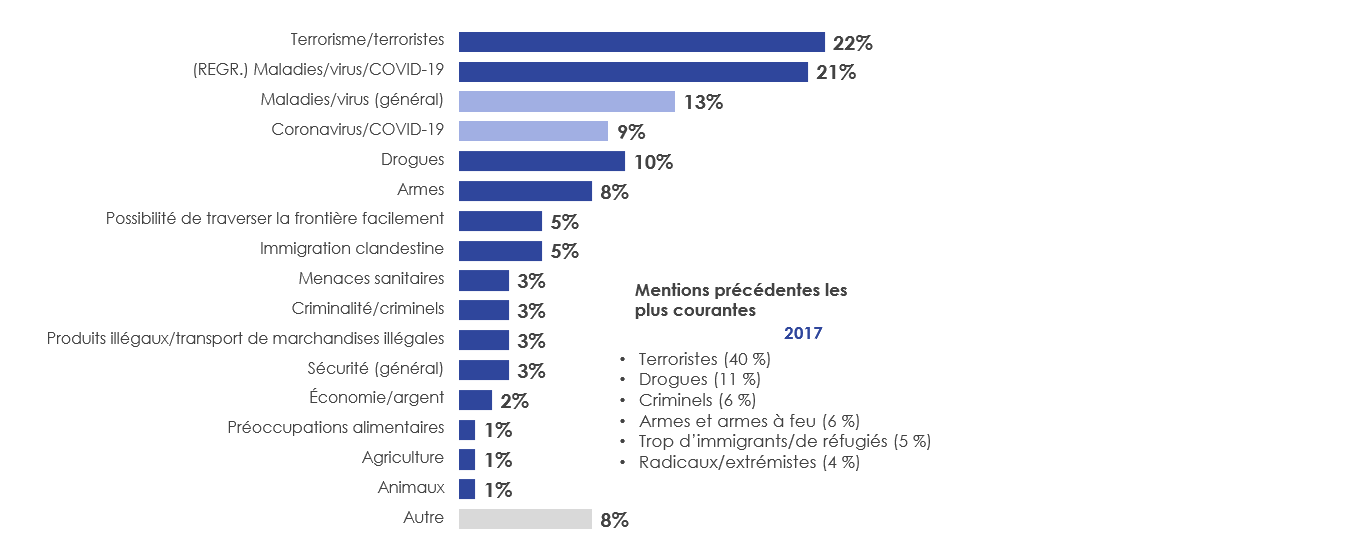 Terrorisme/terroristes 22%
(REGR.) Maladies/virus/COVID-19 21%
Maladies/virus (général) 13%
Coronavirus/COVID-19 9%
Drogues 10%
Armes 8%
Possibilité de traverser la frontière facilement 5%
Immigration clandestine 5%
Menaces sanitaires 3%
Criminalité/criminels 3%
Produits illégaux/transport de marchandises illégales 3%
Sécurité (général) 3%
Économie/argent 2%
Préoccupations alimentaires 1%
Agriculture 1%
Animaux 1%
Autre 8%
Mentions précédentes les
plus courantes
2017
• Terroristes (40 %)
• Drogues (11 %)
• Criminels (6 %)
• Armes et armes à feu (6 %)
• Trop d’immigrants/de réfugiés (5 %)
• Radicaux/extrémistes (4 %)